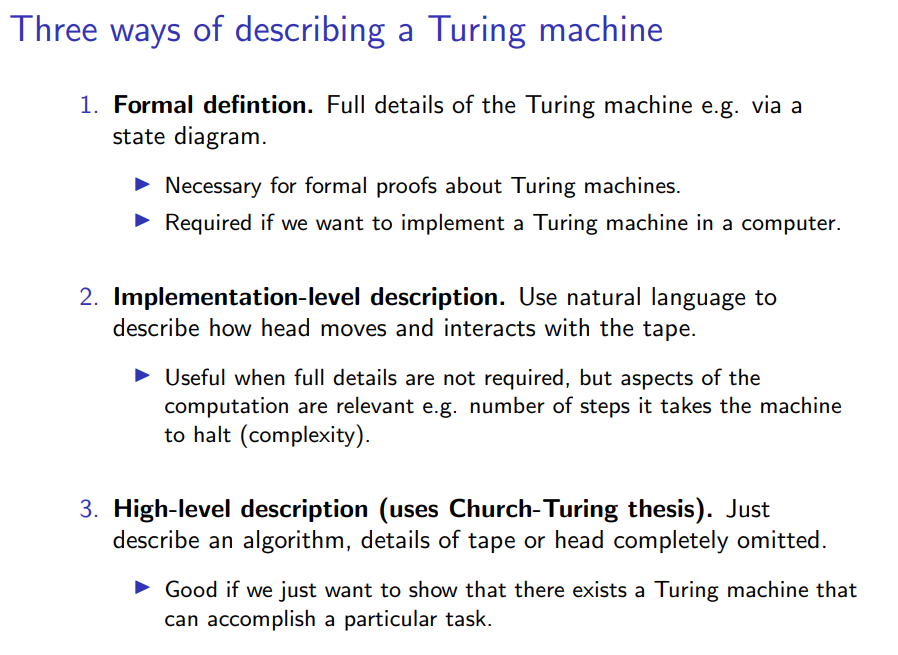 Three ways of describing a Turing machine
1. Formal defintion. Full details of the Turing machine e.g. via a
state diagram.
▶ Necessary for formal proofs about Turing machines.
▶ Required if we want to implement a Turing machine in a computer.
2. Implementation-level description. Use natural language to
describe how head moves and interacts with the tape.
▶ Useful when full details are not required, but aspects of the
computation are relevant e.g. number of steps it takes the machine
to halt (complexity).
3. High-level description (uses Church-Turing thesis). Just
describe an algorithm, details of tape or head completely omitted.
▶ Good if we just want to show that there exists a Turing machine that
can accomplish a particular task.